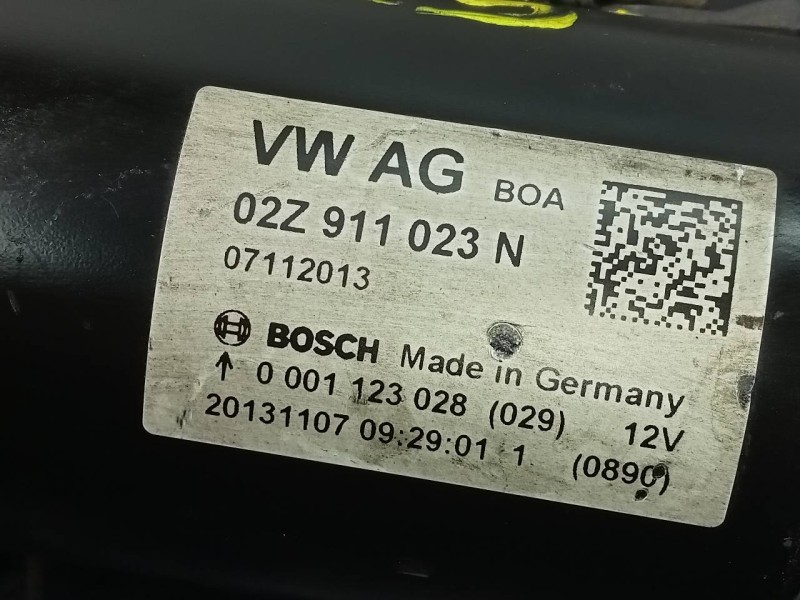 VW AG BOA
02Z 911 023 N
07112013
BOSCH Made in Germany
↑ 0 001 123 028 (029) 12V
20131107 09:29:01 1 (0890)